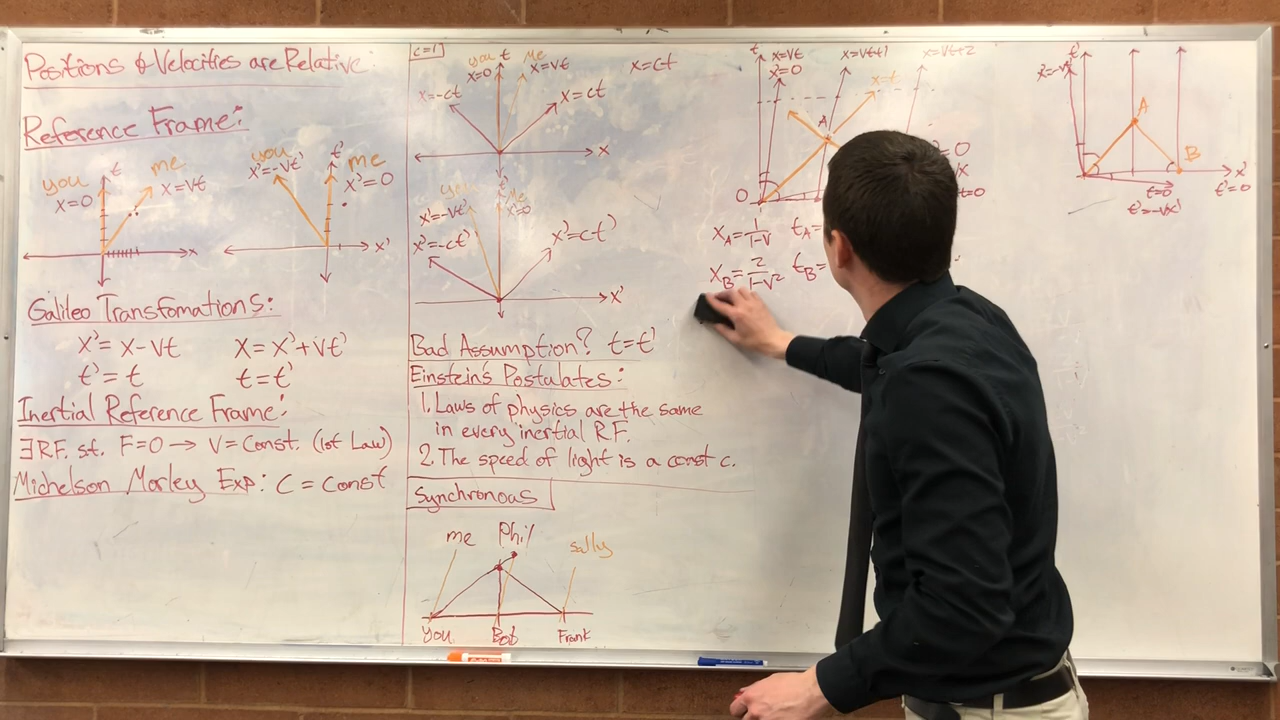 Positions & Velocities are Relative:
Reference Frame:
you
x=0
t
me
x=vt
x
you
x'=-vt'
t'
me
x'=0
x'
Galileo Transfomations:
x'=x-vt x=x'+vt'
t'=t t=t'
Inertial Reference Frame:
∃R.F. st. F=0 → V=Const. (1st Law)
Michelson Morley Exp: C = Const
c=1
you t Me
x=0 x=vt
x=ct
x=-ct
x=ct
x
you
t'
Me
x'=-vt'
x'=0
x'=-ct'
x'=ct'
x'
Bad Assumption? t=t'
Einstein's Postulates:
1. Laws of physics are the same
in every inertial R.F.
2. The speed of light is a const c.
Synchronous
me Phil sally
you Bob Frank
t x=vt x=vt+1 x=vt+2
x'=0
x=t
A
=0
t=0
O
x_A=\frac{1}{1-v} t_A=
x_B=\frac{2}{1-v^2} t_B=
t'
A
B
x'
t'=0
t=0
t'=-vx'